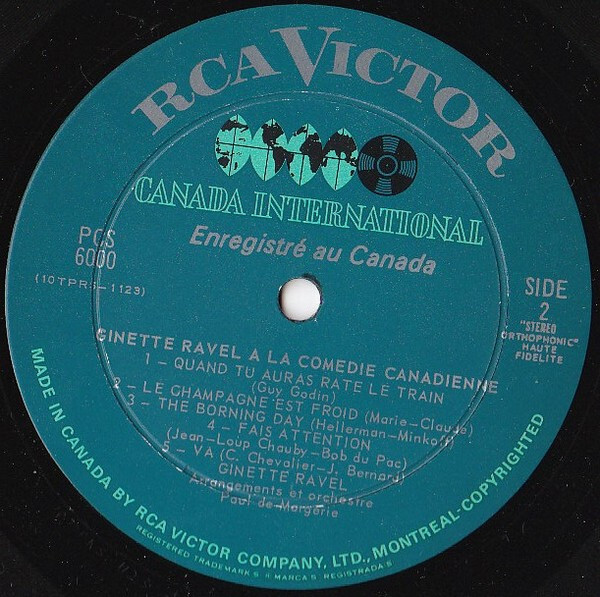 RCA VICTOR
CANADA INTERNATIONAL
Enregistré au Canada
PCS
6000
(10TPRS-1123)
SIDE
2
"STEREO
ORTHOPHONIC"
HAUTE
FIDELITE
GINETTE RAVEL A LA COMEDIE CANADIENNE
1 - QUAND TU AURAS RATE LE TRAIN
(Guy Godin)
2 - LE CHAMPAGNE EST FROID (Marie-Claude)
3 - THE BORNING DAY (Hellerman-Minkoff)
4 - FAIS ATTENTION
(Jean-Loup Chauby-Bob du Pac)
5 - VA (C. Chevalier-J. Bernard)
GINETTE RAVEL
Arrangements et orchestre
Paul de Margerie
MADE IN CANADA BY RCA VICTOR COMPANY, LTD., MONTREAL-COPYRIGHTED
REGISTERED TRADEMARKS · MARCAS REGISTRADAS